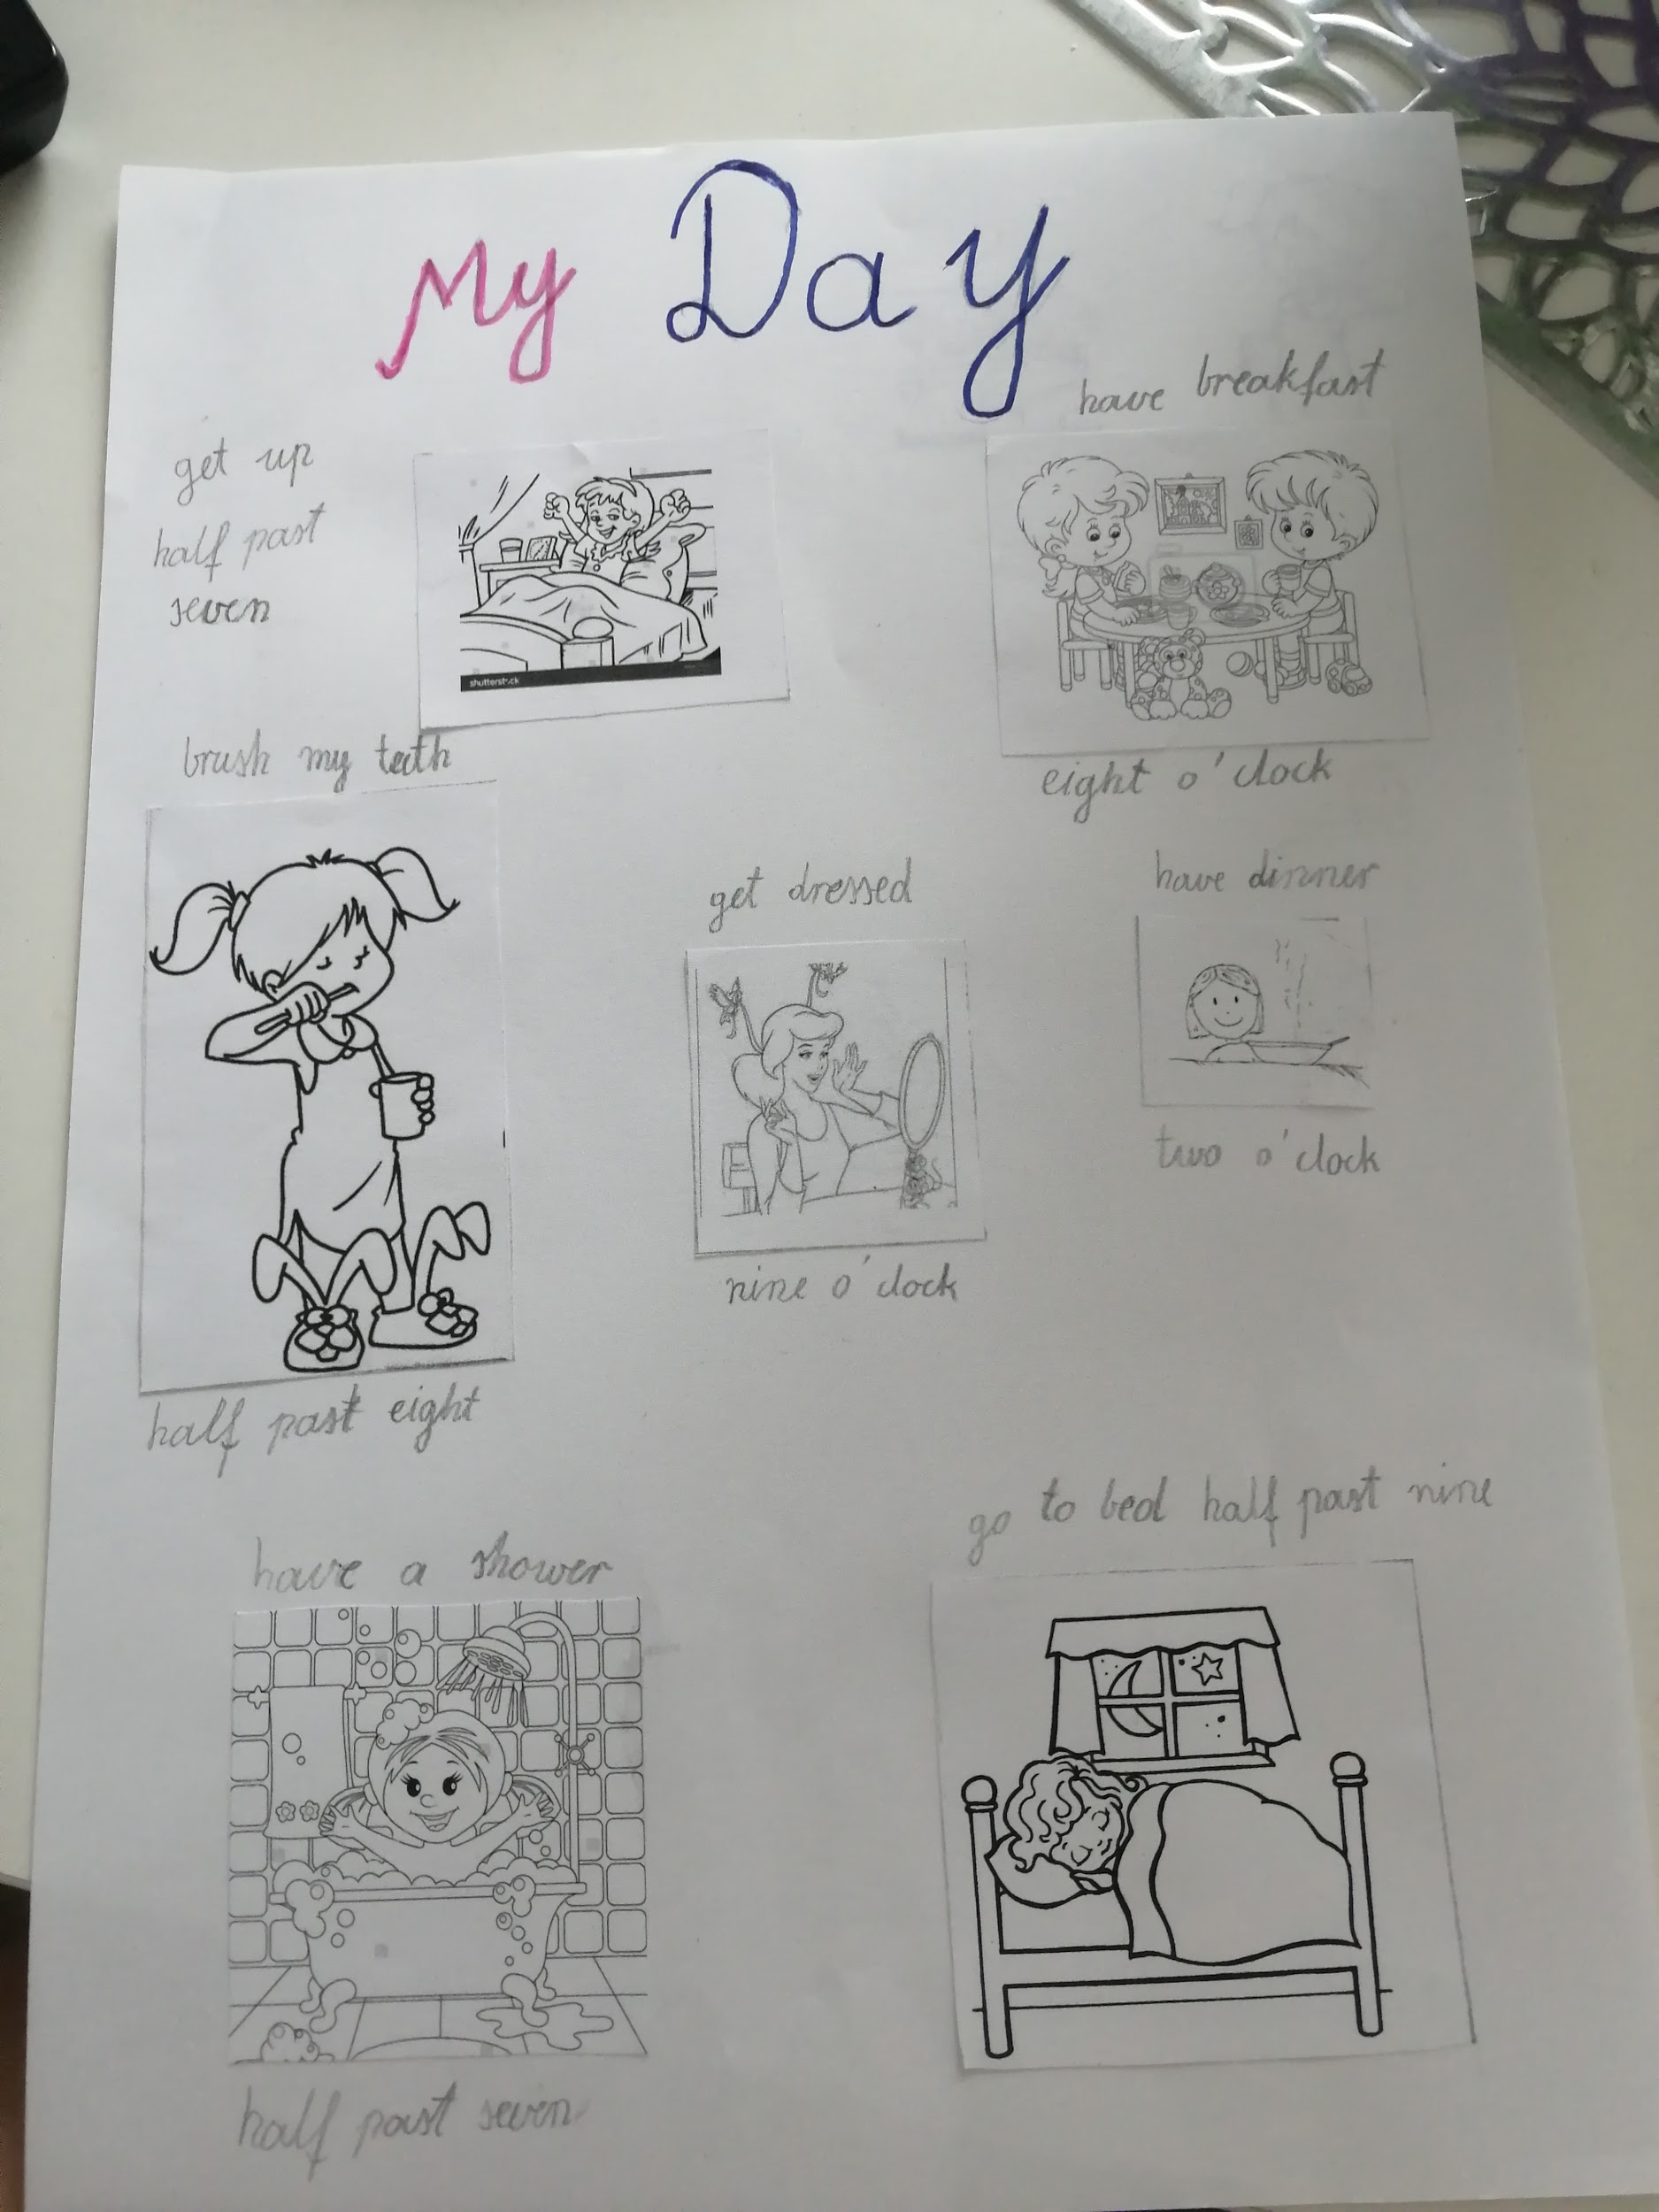 My Day
get up
half past
seven
shutterstock
have breakfast
eight o'clock
brush my teeth
half past eight
get dressed
nine o'clock
have dinner
two o'clock
have a shower
half past seven
go to bed half past nine